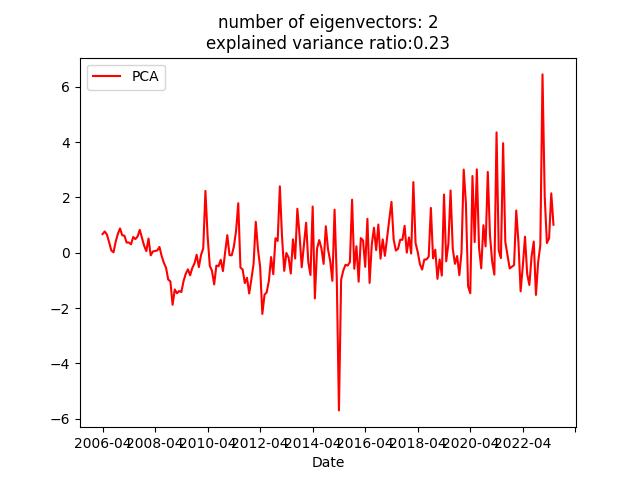 number of eigenvectors: 2
explained variance ratio:0.23
PCA
6
4
2
0
−2
−4
−6
2006-04 2008-04 2010-04 2012-04 2014-04 2016-04 2018-04 2020-04 2022-04
Date